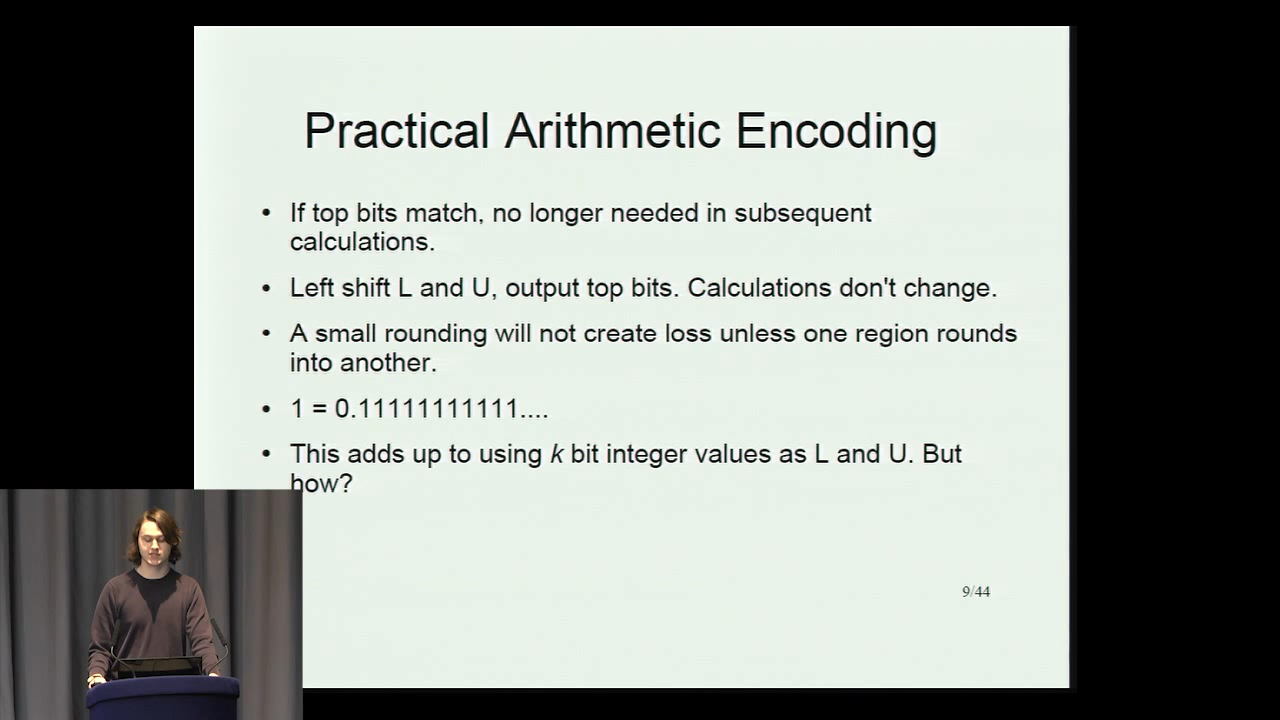 Practical Arithmetic Encoding
• If top bits match, no longer needed in subsequent
calculations.
• Left shift L and U, output top bits. Calculations don't change.
• A small rounding will not create loss unless one region rounds
into another.
• 1 = 0.11111111111....
• This adds up to using k bit integer values as L and U. But
how?
9/44